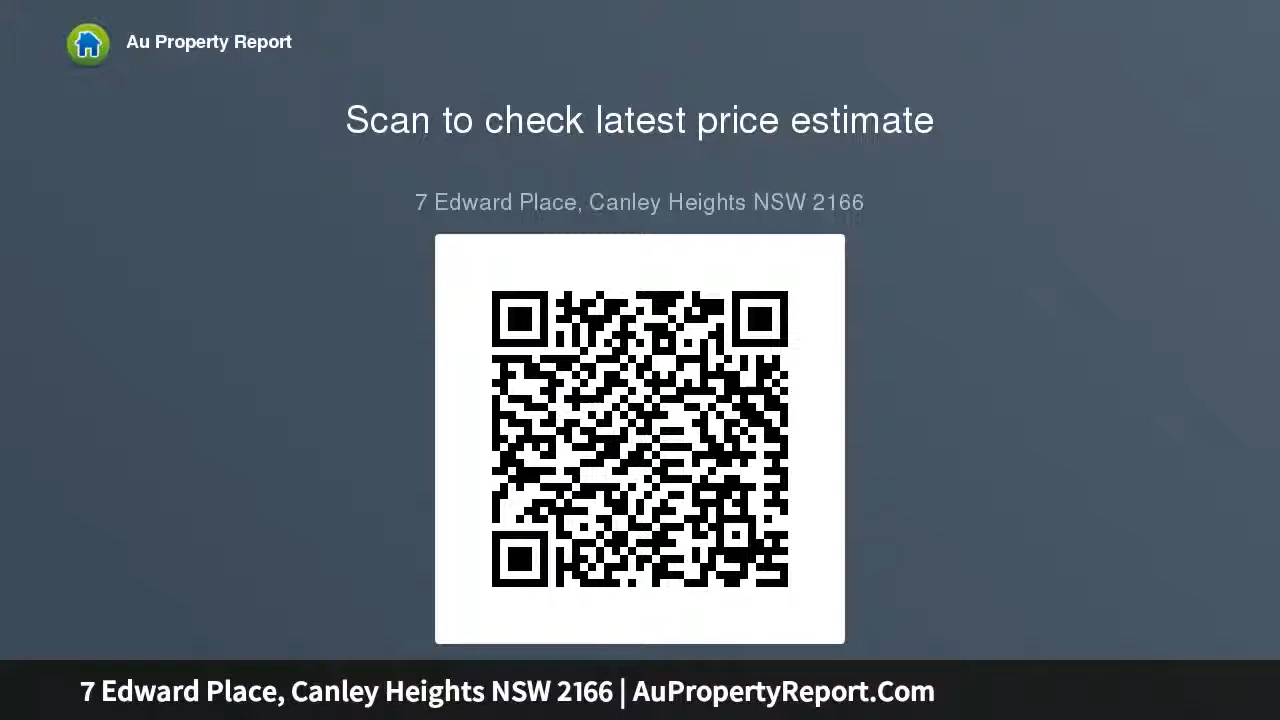 Au Property Report
Scan to check latest price estimate
7 Edward Place, Canley Heights NSW 2166
7 Edward Place, Canley Heights NSW 2166 | AuPropertyReport.Com